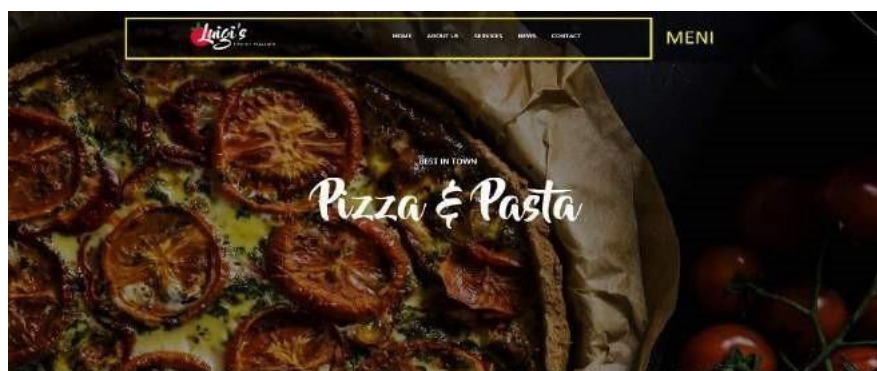 Luigi's
HOME ABOUT US SERVICES NEWS CONTACT
MENI
BEST IN TOWN
Pizza & Pasta